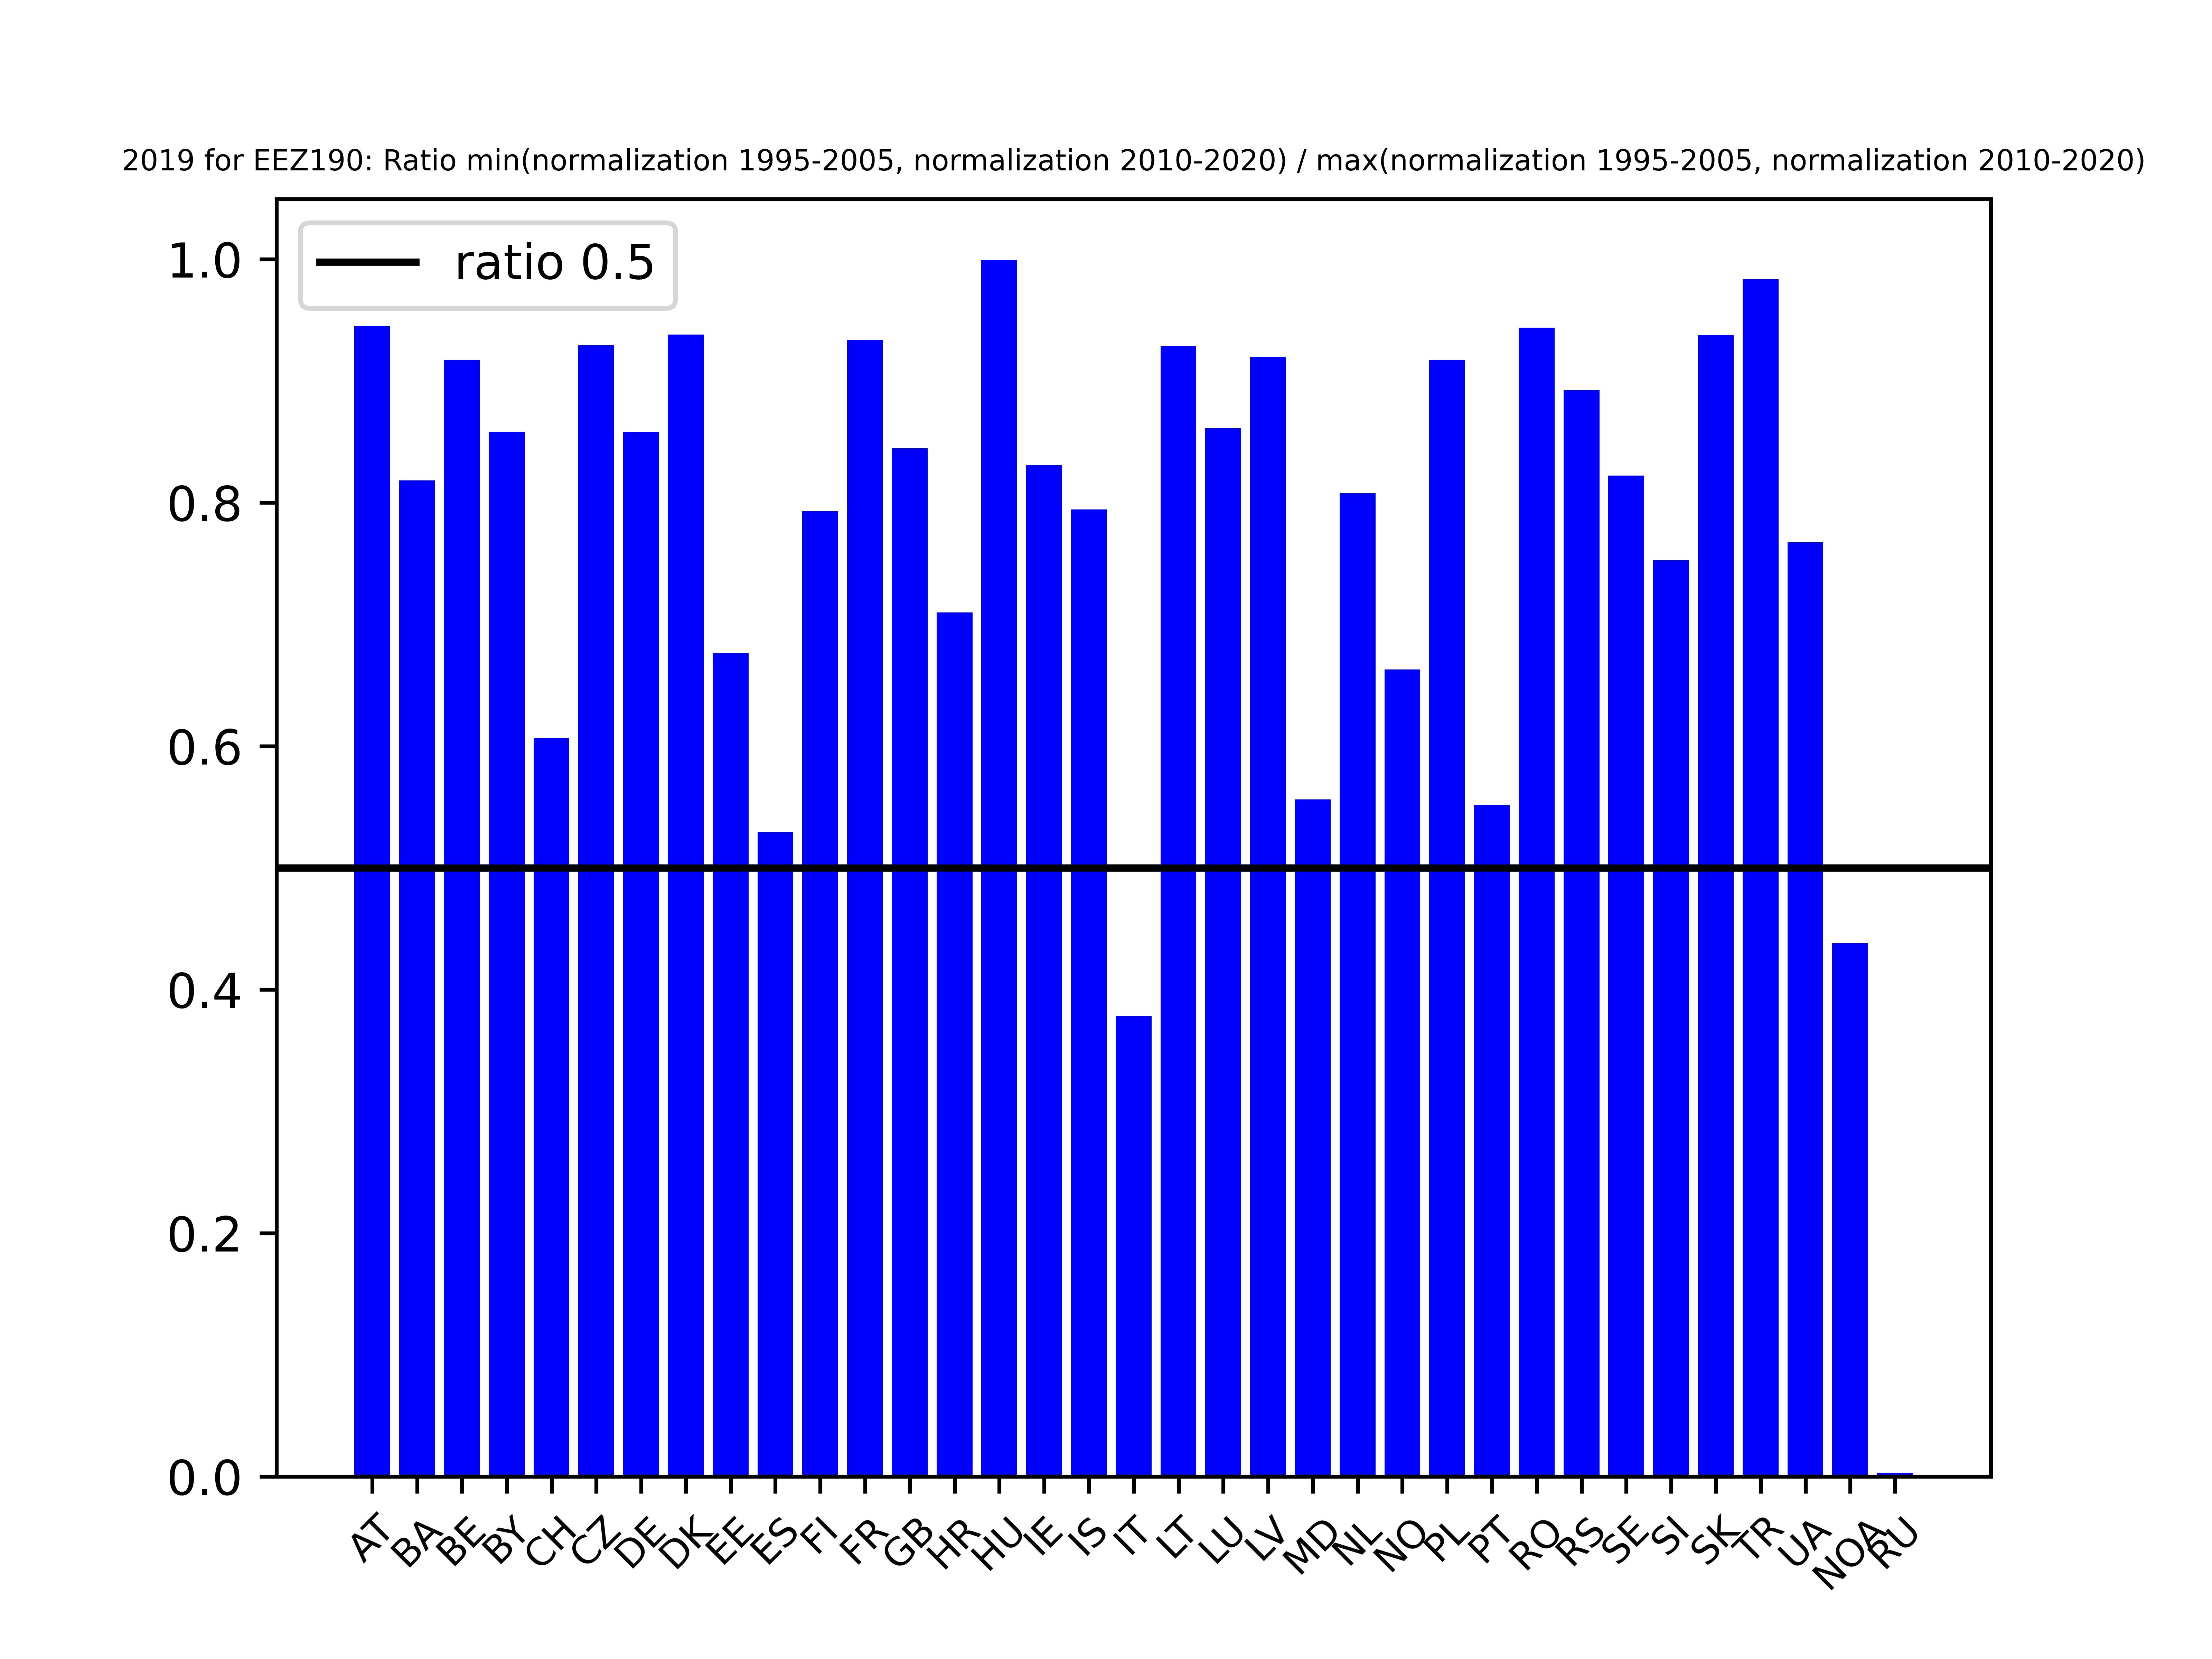 2019 for EEZ190: Ratio min(normalization 1995-2005, normalization 2010-2020) / max(normalization 1995-2005, normalization 2010-2020)
ratio 0.5
1.0
0.8
0.6
0.4
0.2
0.0
AT BA BE BY CH CZ DE DK EE ES FI FR GB HR HU IE IS IT LT LU LV MD NL NO PL PT RO RS SE SI SK TR UA NOA RU